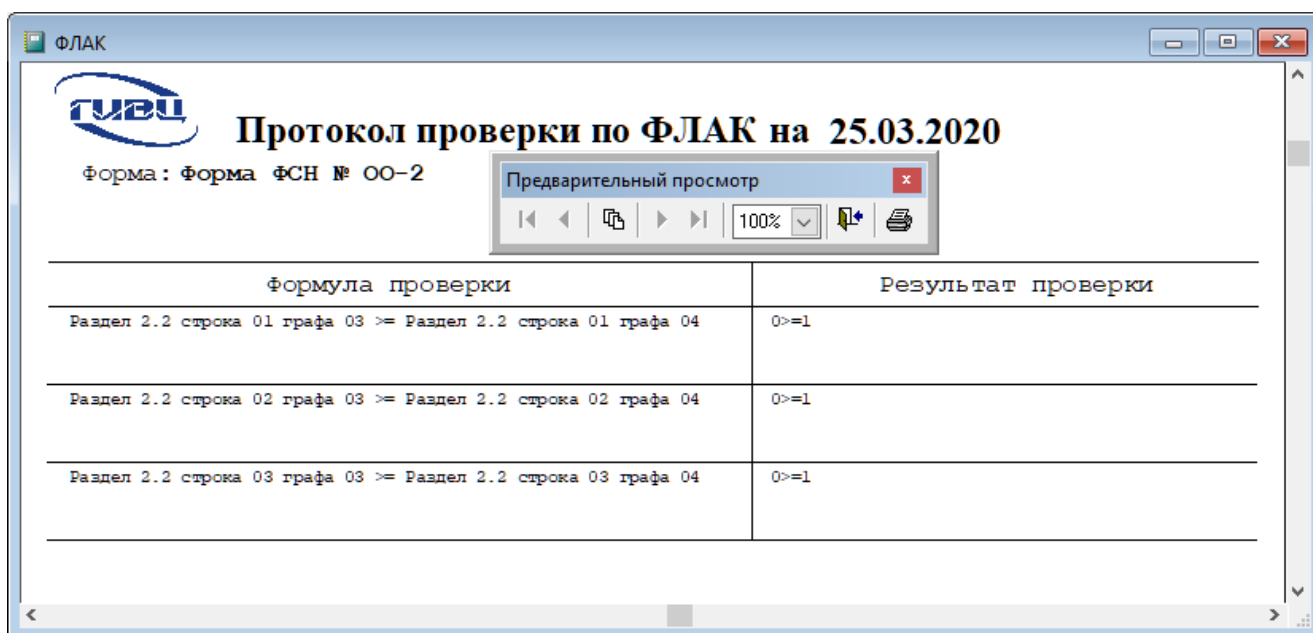 ФЛАК
ГИВЦ
Протокол проверки по ФЛАК на 25.03.2020
Форма: Форма ФСН № ОО-2
Предварительный просмотр
100%
Формула проверки Результат проверки
Раздел 2.2 строка 01 графа 03 >= Раздел 2.2 строка 01 графа 04 0>=1
Раздел 2.2 строка 02 графа 03 >= Раздел 2.2 строка 02 графа 04 0>=1
Раздел 2.2 строка 03 графа 03 >= Раздел 2.2 строка 03 графа 04 0>=1